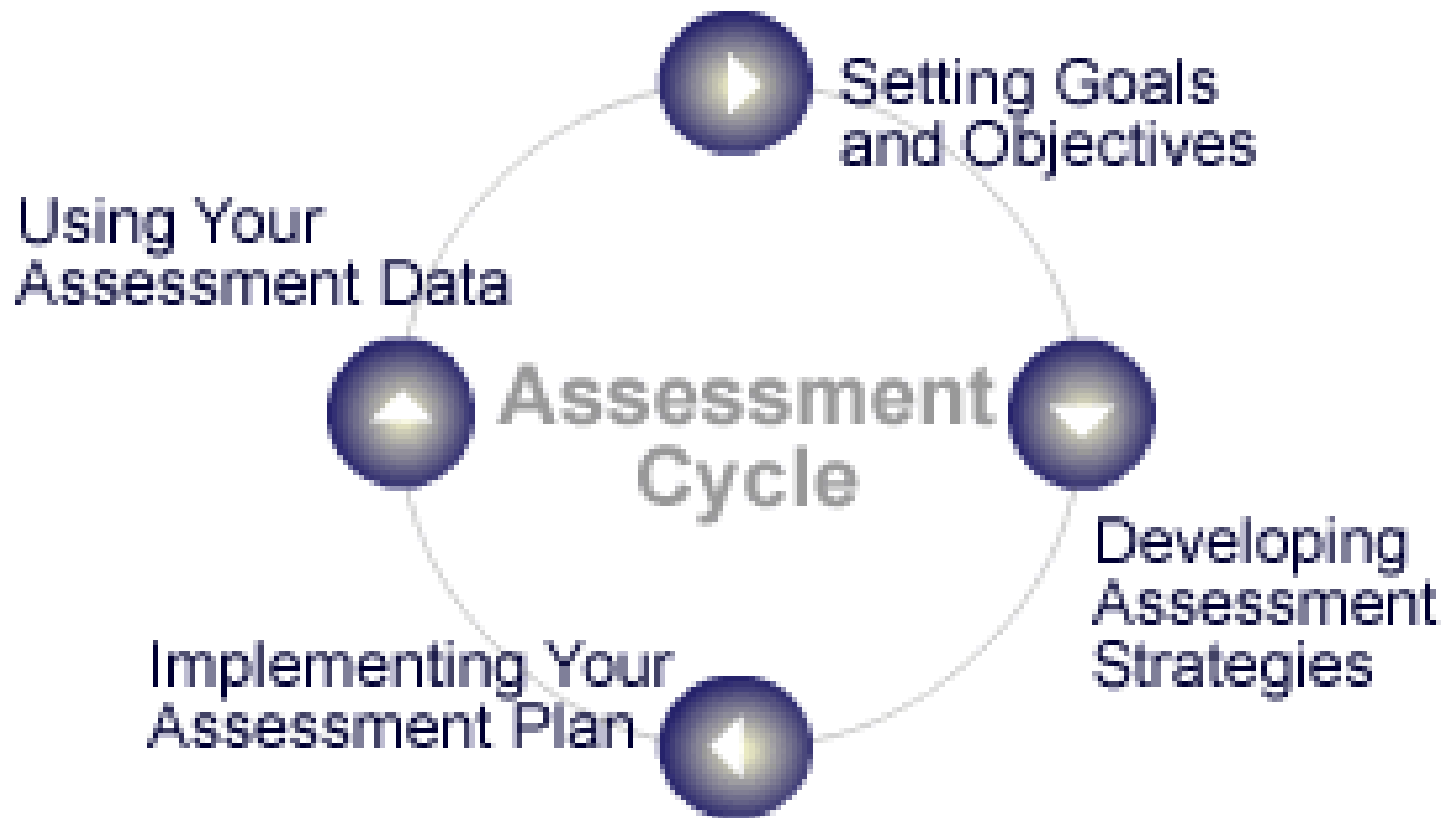 Setting Goals
and Objectives
Using Your
Assessment Data
Assessment
Cycle
Developing
Assessment
Strategies
Implementing Your
Assessment Plan